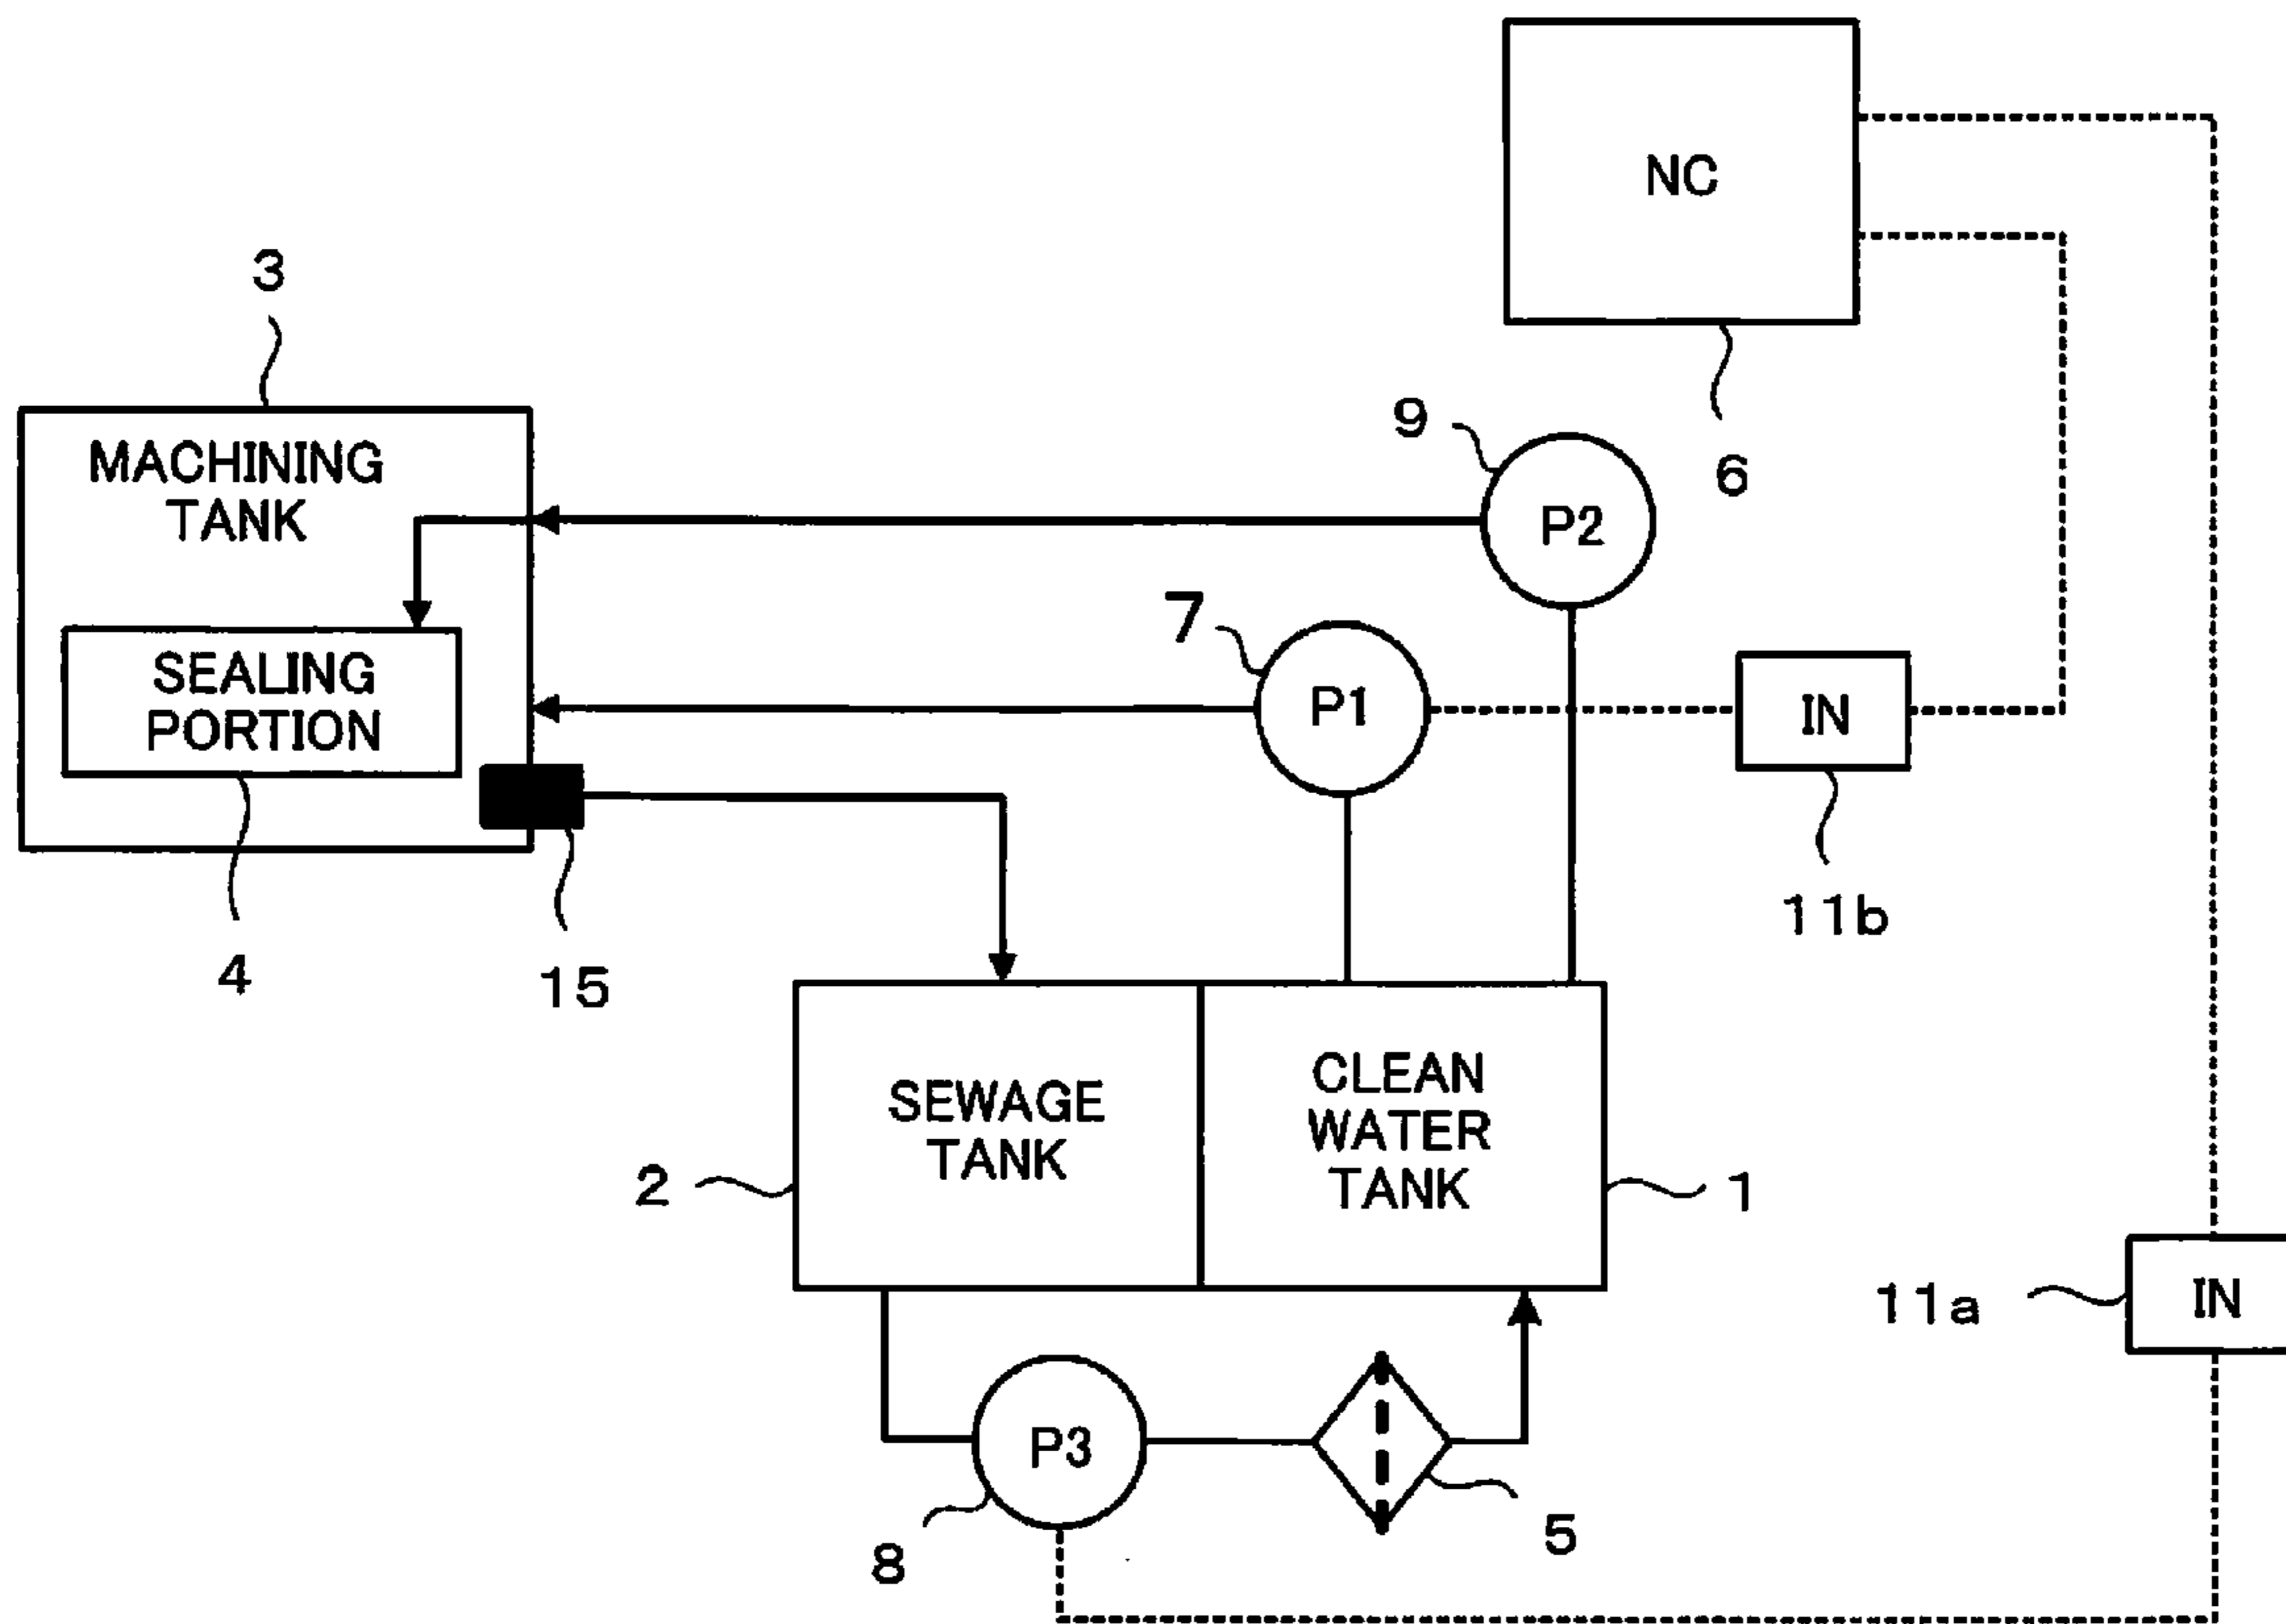 NC
3
9
6
MACHINING
TANK
P2
7
SEALING
PORTION
P1
IN
11b
4
15
CLEAN
WATER
TANK
SEWAGE
TANK
2
1
11a
IN
P3
5
8